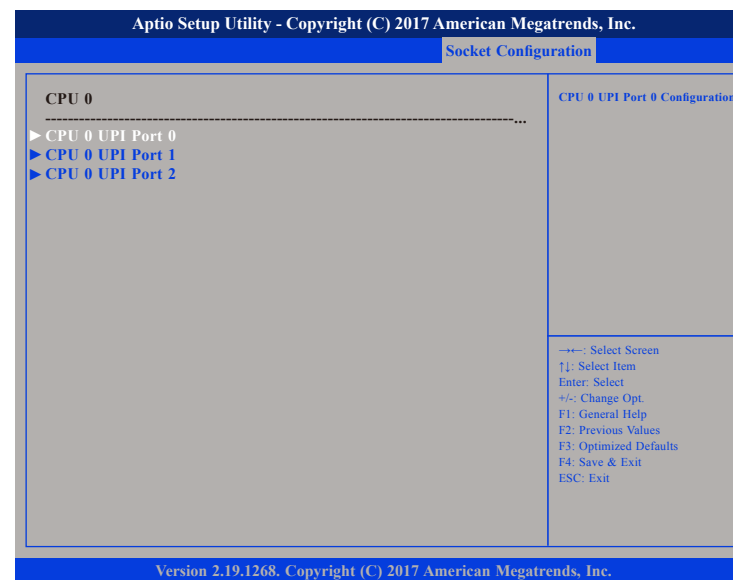 Aptio Setup Utility - Copyright (C) 2017 American Megatrends, Inc.
Socket Configuration
CPU 0
--------------------------------------------------------------------------------...
► CPU 0 UPI Port 0
► CPU 0 UPI Port 1
► CPU 0 UPI Port 2
CPU 0 UPI Port 0 Configuration
→←: Select Screen
↑↓: Select Item
Enter: Select
+/-: Change Opt.
F1: General Help
F2: Previous Values
F3: Optimized Defaults
F4: Save & Exit
ESC: Exit
Version 2.19.1268. Copyright (C) 2017 American Megatrends, Inc.